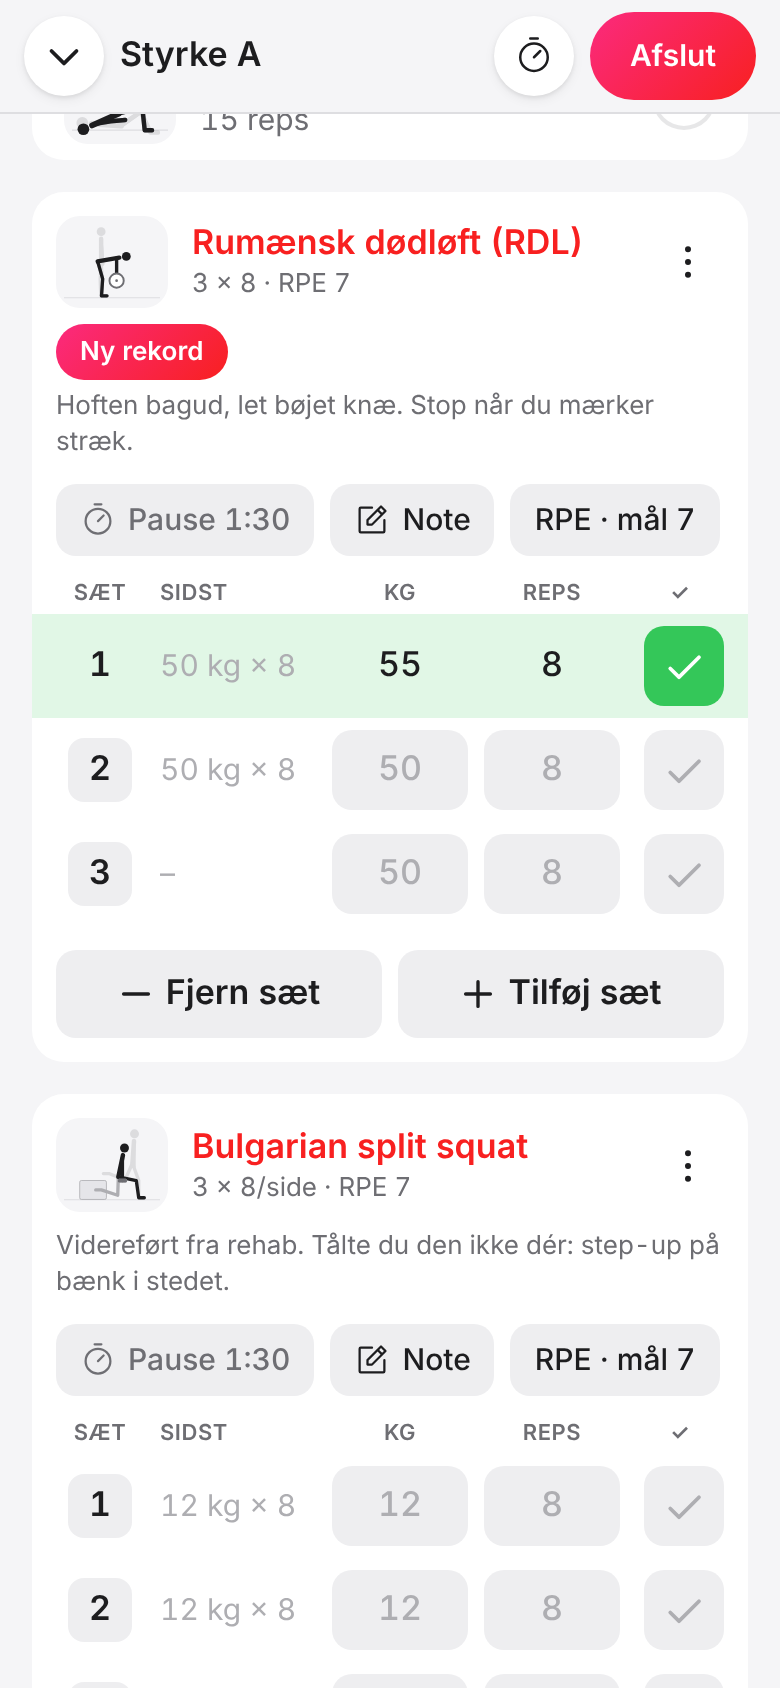 Styrke A
Afslut
15 reps
Rumænsk dødløft (RDL)
3 × 8 · RPE 7
Ny rekord
Hoften bagud, let bøjet knæ. Stop når du mærker
stræk.
Pause 1:30
Note
RPE · mål 7
SÆT SIDST KG REPS ✓
1 50 kg × 8 55 8
2 50 kg × 8 50 8
3 – 50 8
Fjern sæt
Tilføj sæt
Bulgarian split squat
3 × 8/side · RPE 7
Videreført fra rehab. Tålte du den ikke dér: step-up på
bænk i stedet.
Pause 1:30
Note
RPE · mål 7
SÆT SIDST KG REPS ✓
1 12 kg × 8 12 8
2 12 kg × 8 12 8